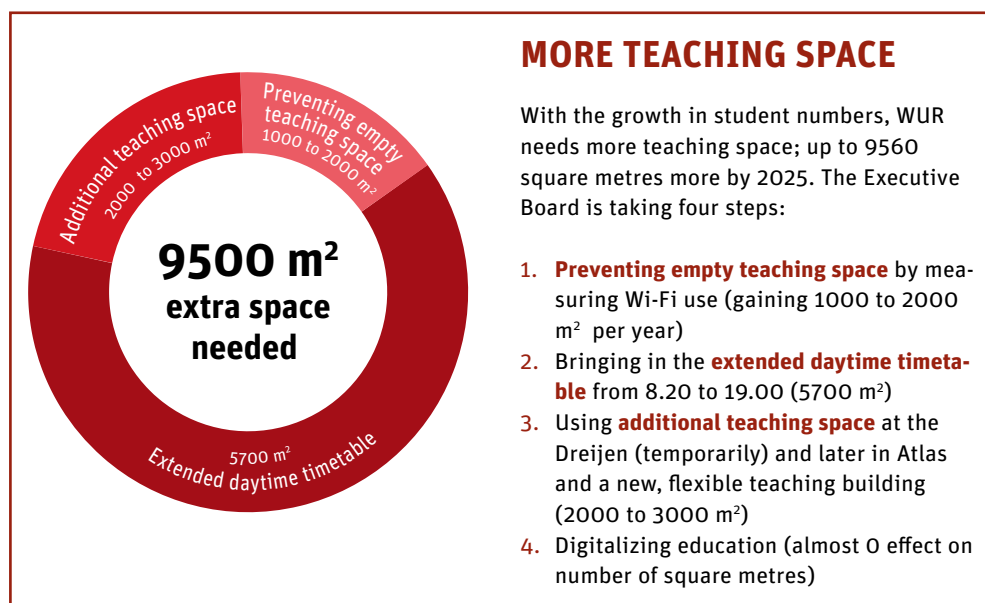 Additional teaching space
2000 to 3000 m²
Preventing empty
teaching space
1000 to 2000 m²
9500 m²
extra space
needed
5700 m²
Extended daytime timetable
MORE TEACHING SPACE
With the growth in student numbers, WUR
needs more teaching space; up to 9560
square metres more by 2025. The Executive
Board is taking four steps:
1. Preventing empty teaching space by mea-
suring Wi-Fi use (gaining 1000 to 2000
m² per year)
2. Bringing in the extended daytime timeta-
ble from 8.20 to 19.00 (5700 m²)
3. Using additional teaching space at the
Dreijen (temporarily) and later in Atlas
and a new, flexible teaching building
(2000 to 3000 m²)
4. Digitalizing education (almost 0 effect on
number of square metres)